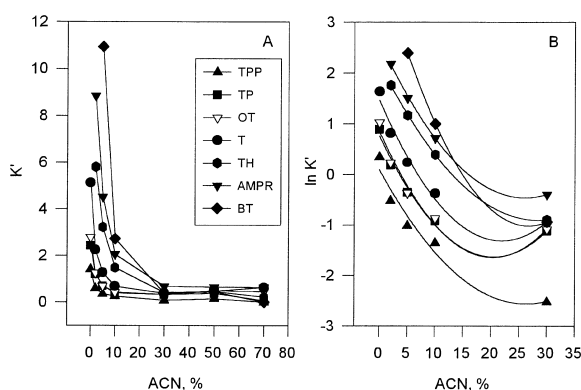 12
10
8
6
4
2
0
K'
A
TPP
TP
OT
T
TH
AMPR
BT
0 10 20 30 40 50 60 70 80
ACN, %
3
2
1
0
-1
-2
-3
ln K'
B
0 5 10 15 20 25 30 35
ACN, %